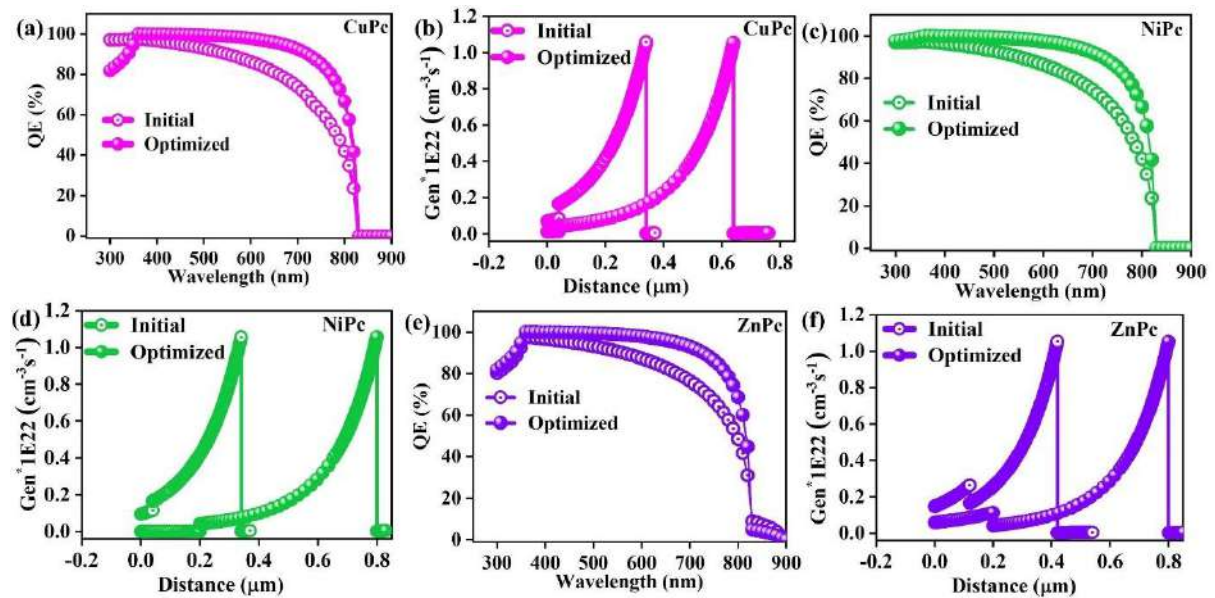 (a)
CuPc
100
80
60
40
20
0
QE (%)
Initial
Optimized
300 400 500 600 700 800 900
Wavelength (nm)
(b)
CuPc
1.2
1.0
0.8
0.6
0.4
0.2
0.0
Gen*1E22 (cm-3s-1)
Initial
Optimized
-0.2 0.0 0.2 0.4 0.6 0.8
Distance (μm)
(c)
NiPc
100
80
60
40
20
0
QE (%)
Initial
Optimized
300 400 500 600 700 800 900
Wavelength (nm)
(d)
NiPc
1.2
1.0
0.8
0.6
0.4
0.2
0.0
Gen*1E22 (cm-3s-1)
Initial
Optimized
-0.2 0.0 0.2 0.4 0.6 0.8
Distance (μm)
(e)
ZnPc
100
80
60
40
20
0
QE (%)
Initial
Optimized
300 400 500 600 700 800 900
Wavelength (nm)
(f)
ZnPc
1.2
1.0
0.8
0.6
0.4
0.2
0.0
Gen*1E22 (cm-3s-1)
Initial
Optimized
-0.2 0.0 0.2 0.4 0.6 0.8
Distance (μm)